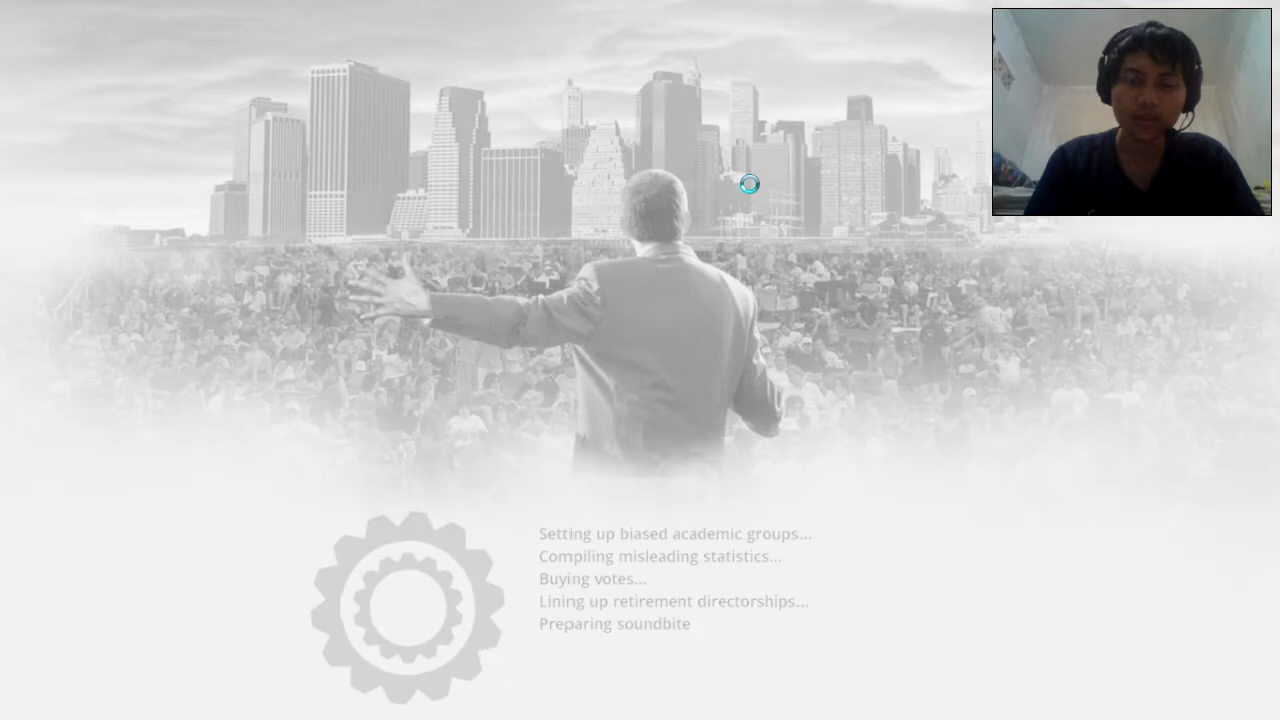 Setting up biased academic groups...
Compiling misleading statistics...
Buying votes...
Lining up retirement directorships...
Preparing soundbite